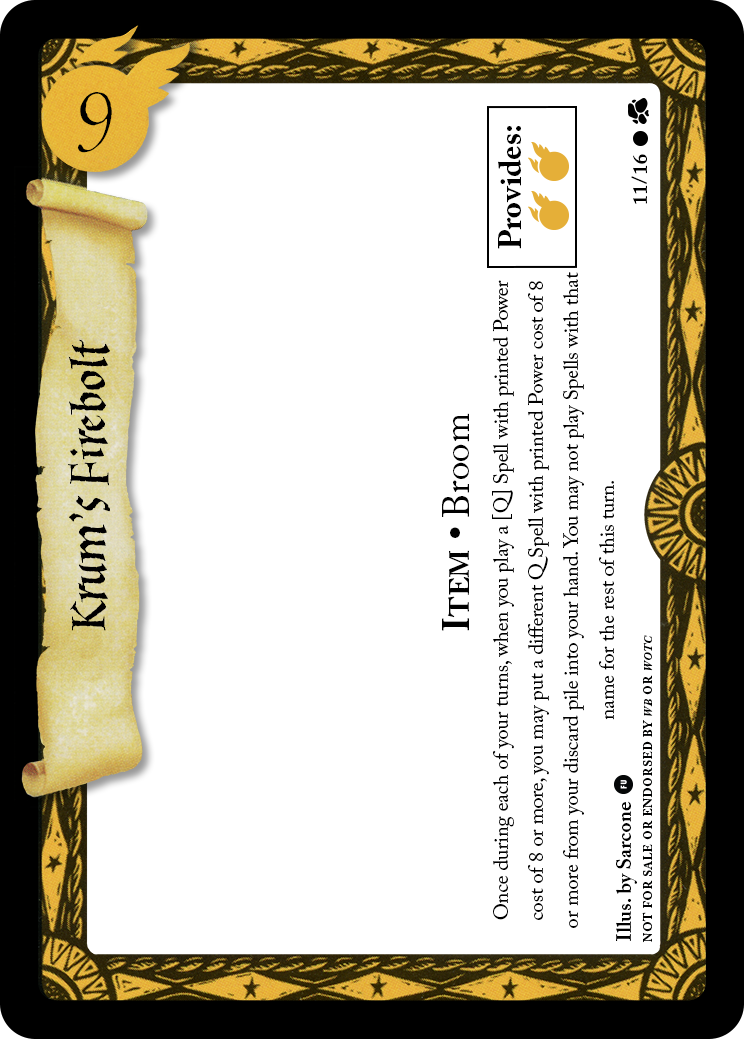 9
Krum's Firebolt
ITEM • Broom
Provides:
Once during each of your turns, when you play a [Q] Spell with printed Power
cost of 8 or more, you may put a different Q Spell with printed Power cost of 8
or more from your discard pile into your hand. You may not play Spells with that
name for the rest of this turn.
Illus. by Sarcone FU
NOT FOR SALE OR ENDORSED BY WB OR WOTC
11/16 ●